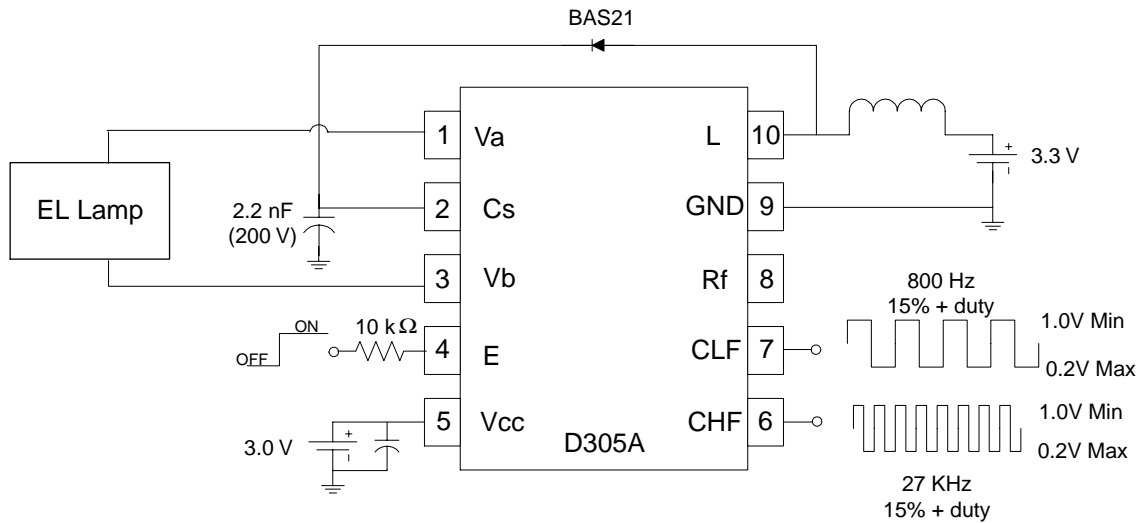 BAS21
1 Va
L 10
3.3 V
EL Lamp
2.2 nF
(200 V)
2 Cs
GND 9
3 Vb
Rf 8
800 Hz
15% + duty
ON
OFF
10 kΩ
4 E
CLF 7
1.0V Min
0.2V Max
3.0 V
+
-
5 Vcc
CHF 6
1.0V Min
0.2V Max
D305A
27 KHz
15% + duty
+
-